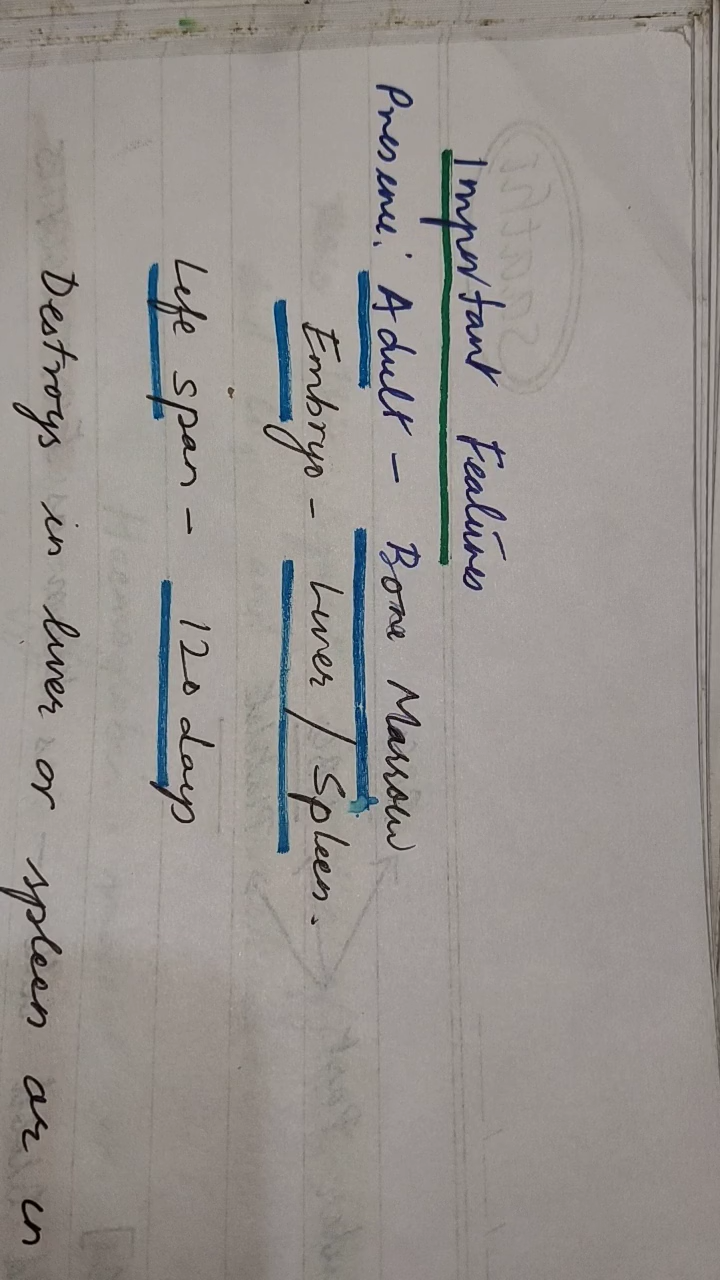 Important Features
Presence: Adult - Bone Marrow
Embryo - Liver / Spleen.
Life span - 120 days
Destroys in liver or spleen or in